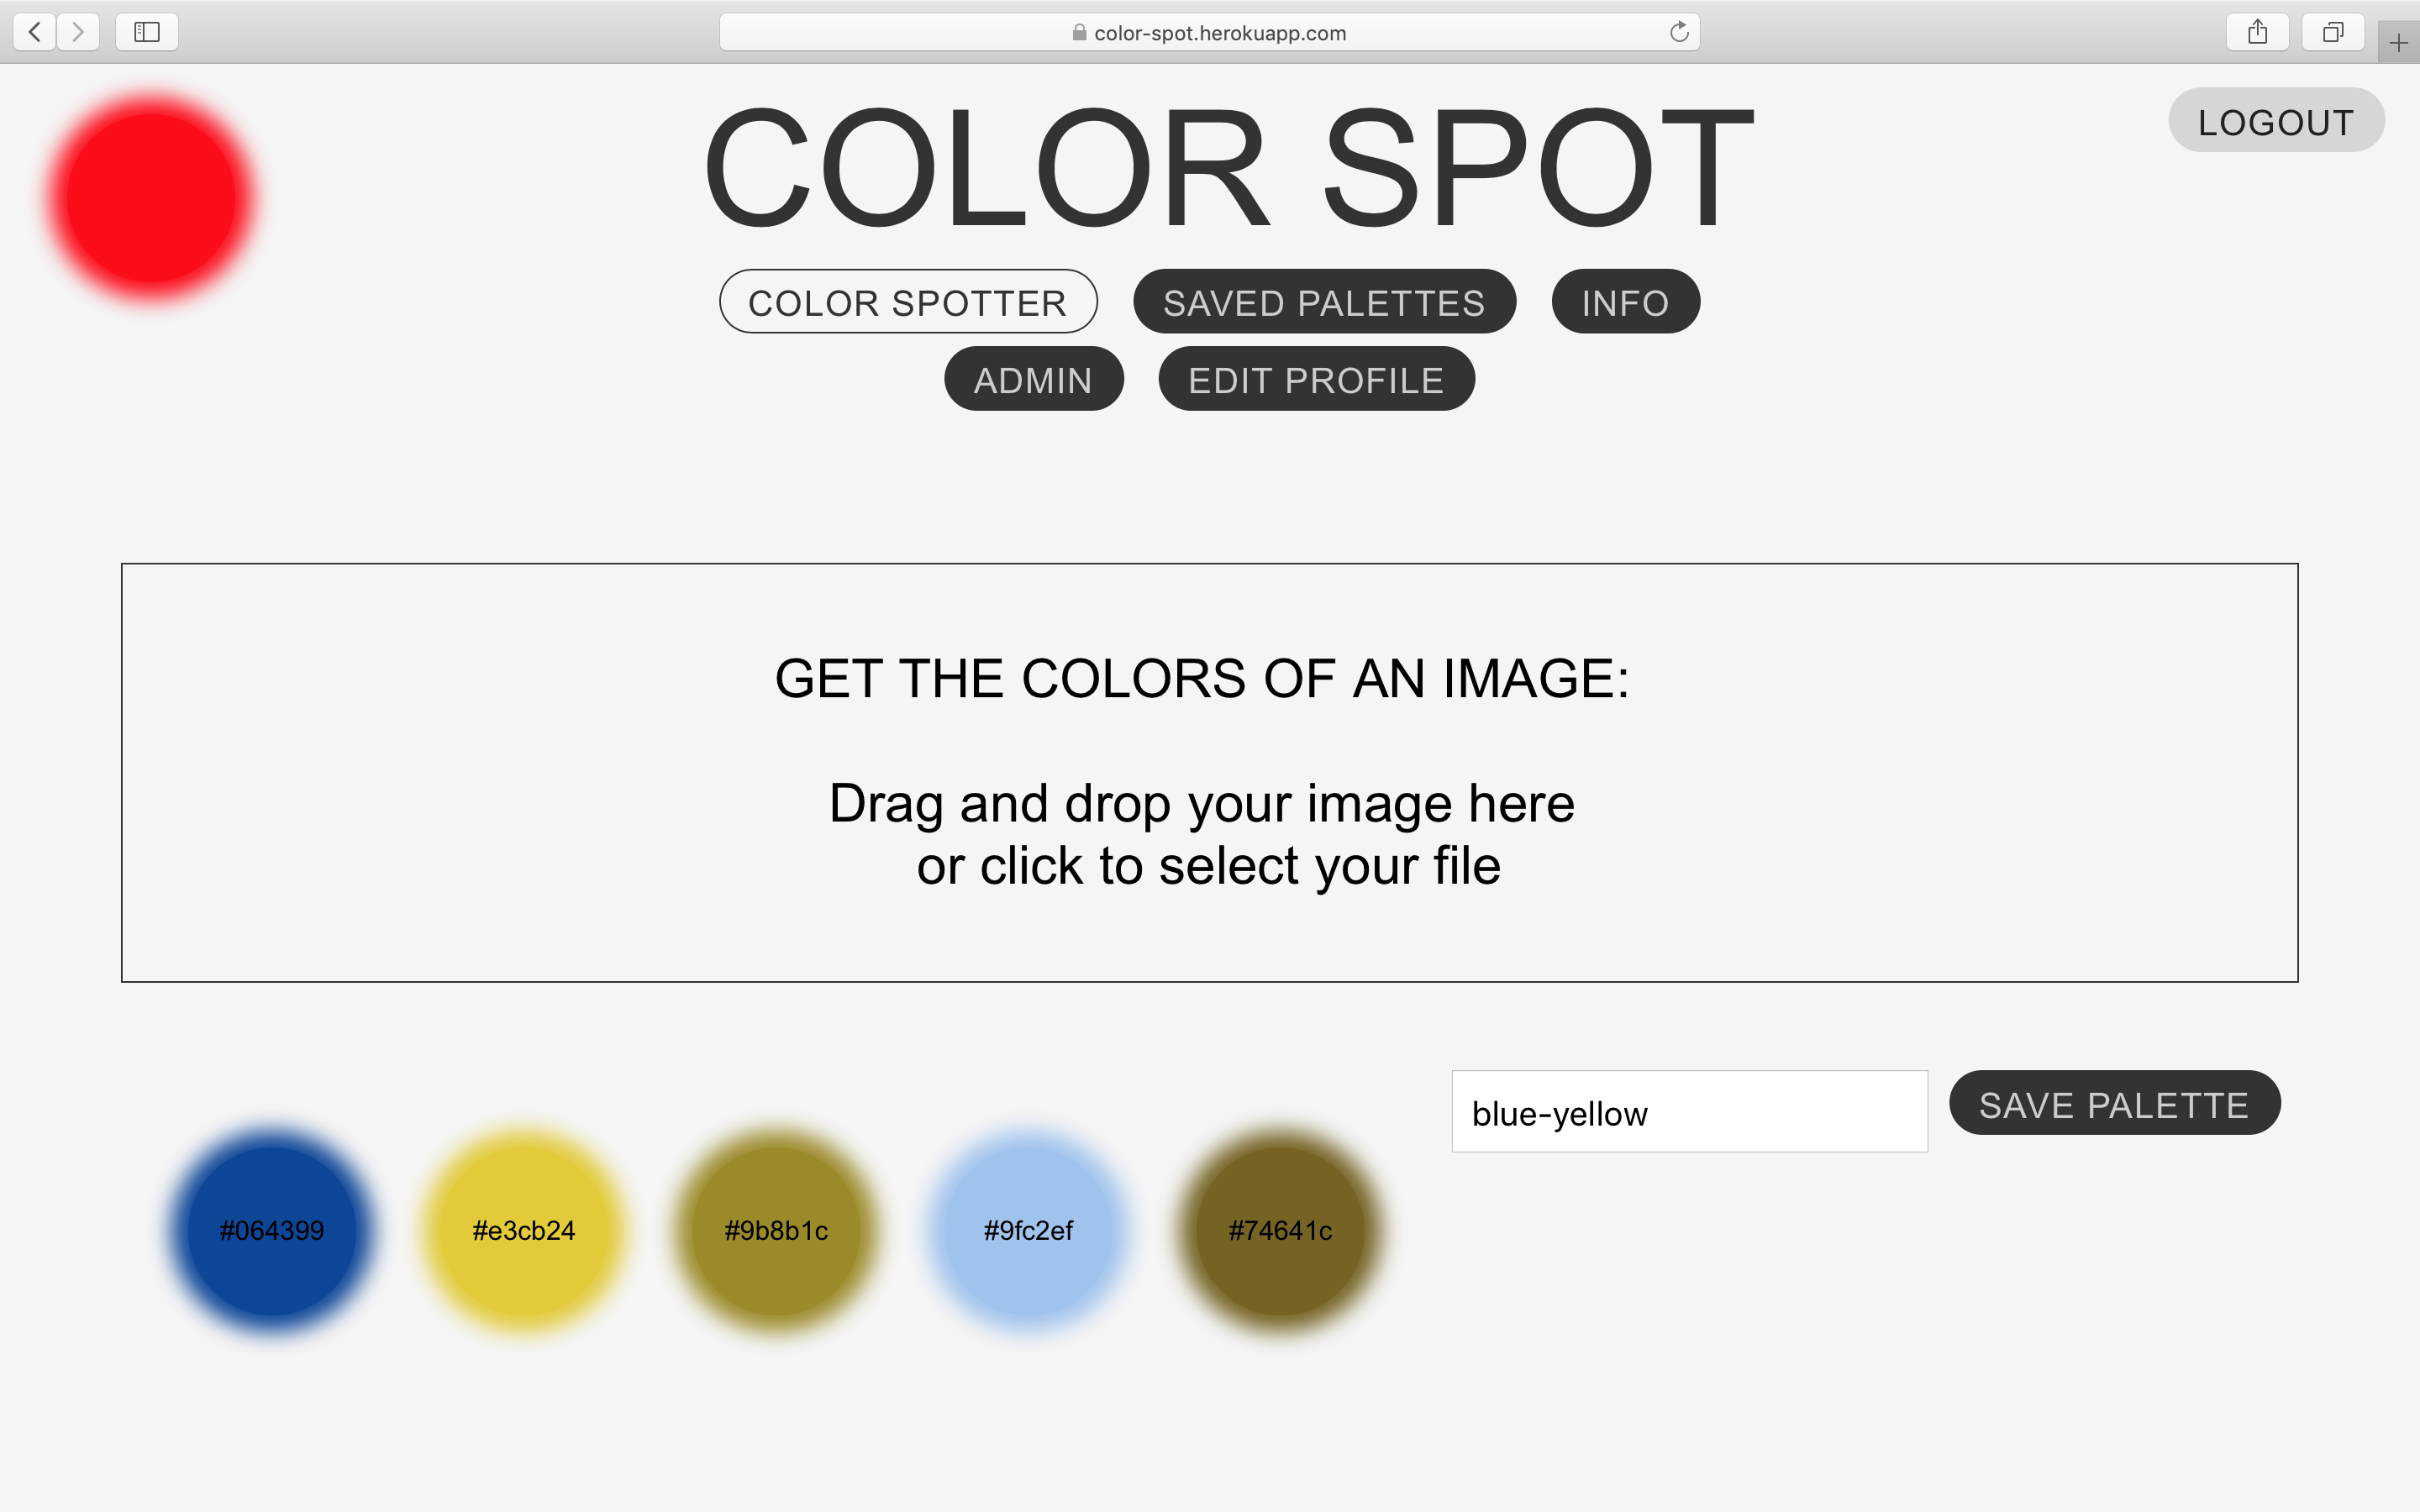 color-spot.herokuapp.com
COLOR SPOT
LOGOUT
COLOR SPOTTER
SAVED PALETTES
INFO
ADMIN
EDIT PROFILE
GET THE COLORS OF AN IMAGE:
Drag and drop your image here
or click to select your file
blue-yellow
SAVE PALETTE
#064399
#e3cb24
#9b8b1c
#9fc2ef
#74641c